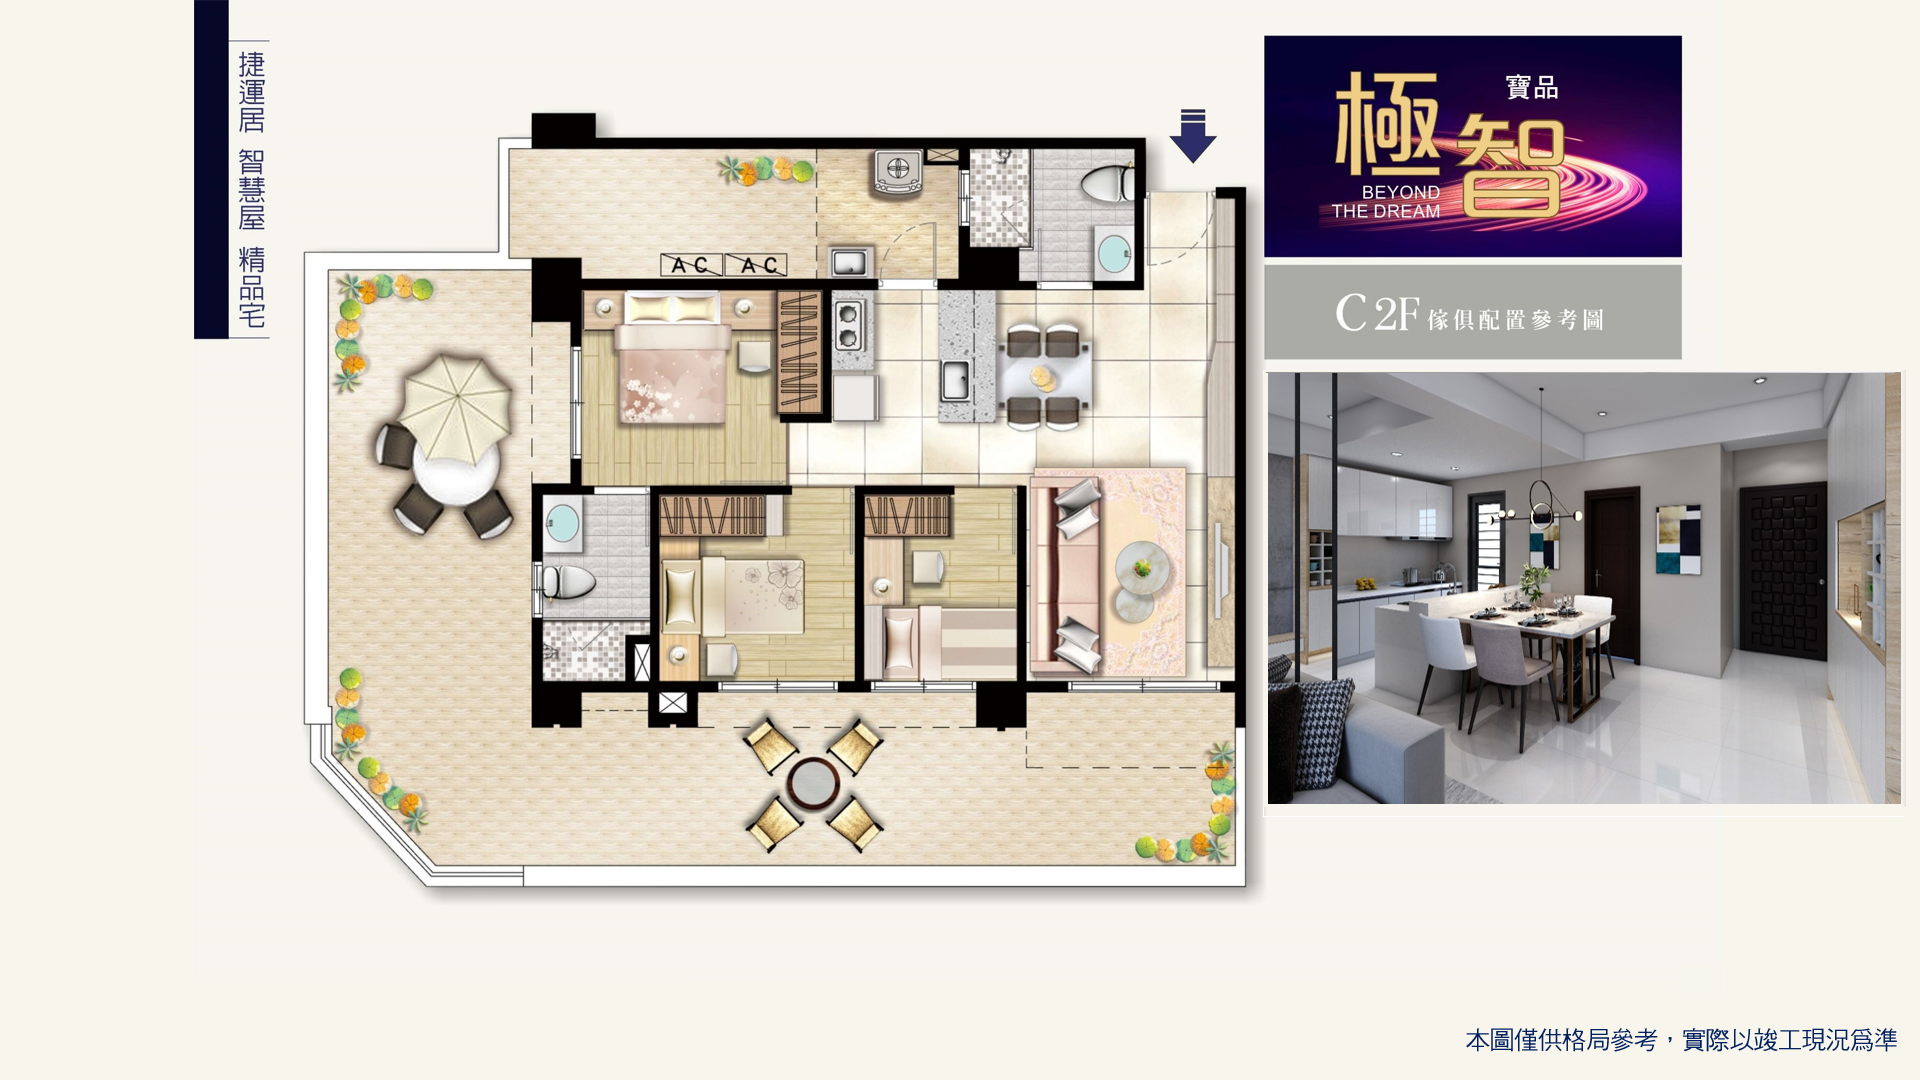 捷運居 智慧屋 精品宅
寶品
極智
BEYOND
THE DREAM
C 2F 傢俱配置參考圖
AC AC
本圖僅供格局參考，實際以竣工現況爲準